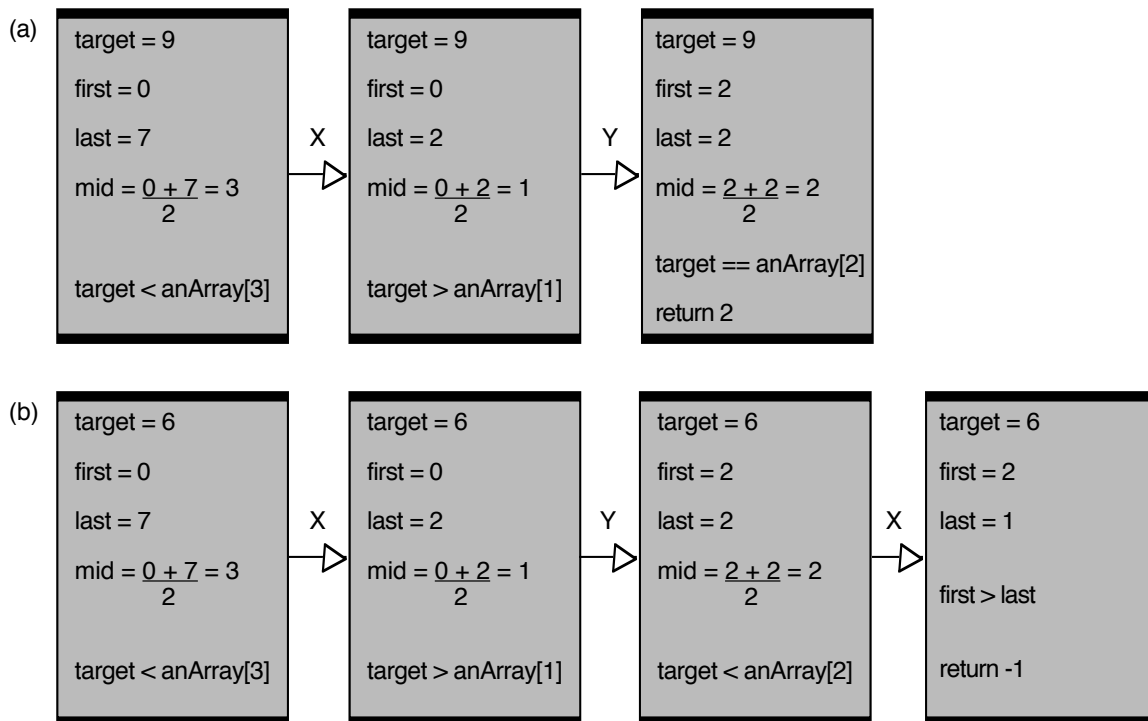 (a)
target = 9
first = 0
last = 7
mid = 0 + 7 = 3
2
target < anArray[3]
X
target = 9
first = 0
last = 2
mid = 0 + 2 = 1
2
target > anArray[1]
Y
target = 9
first = 2
last = 2
mid = 2 + 2 = 2
2
target == anArray[2]
return 2
(b)
target = 6
first = 0
last = 7
mid = 0 + 7 = 3
2
target < anArray[3]
X
target = 6
first = 0
last = 2
mid = 0 + 2 = 1
2
target > anArray[1]
Y
target = 6
first = 2
last = 2
mid = 2 + 2 = 2
2
target < anArray[2]
X
target = 6
first = 2
last = 1
first > last
return -1